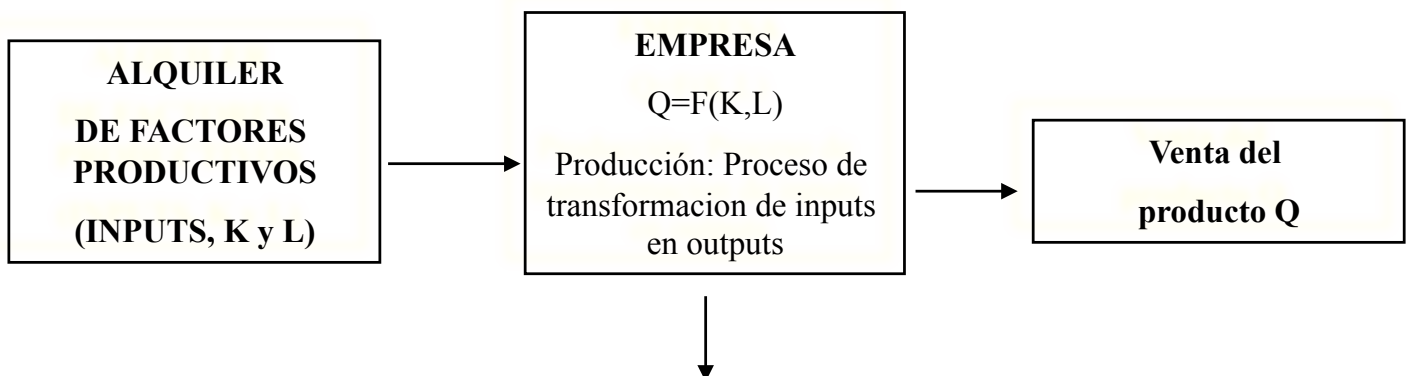 ALQUILER
DE FACTORES
PRODUCTIVOS
(INPUTS, K y L)
EMPRESA
Q=F(K,L)
Producción: Proceso de
transformacion de inputs
en outputs
Venta del
producto Q